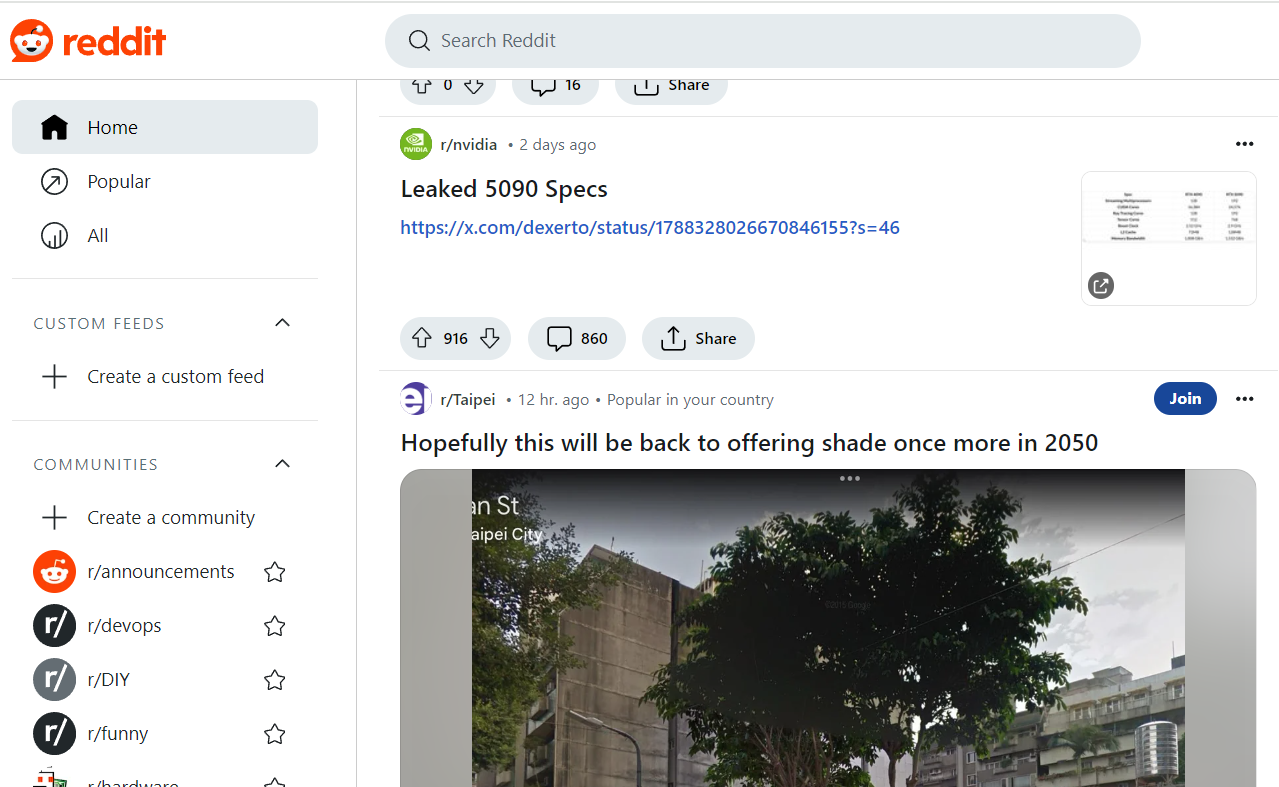 reddit
Search Reddit
Home
Popular
All
CUSTOM FEEDS
Create a custom feed
COMMUNITIES
Create a community
r/announcements
r/devops
r/DIY
r/funny
r/hardware
0
16
Share
r/nvidia • 2 days ago
Leaked 5090 Specs
https://x.com/dexerto/status/1788328026670846155?s=46
916
860
Share
r/Taipei • 12 hr. ago • Popular in your country
Join
Hopefully this will be back to offering shade once more in 2050
an St
aipei City
©2015 Google